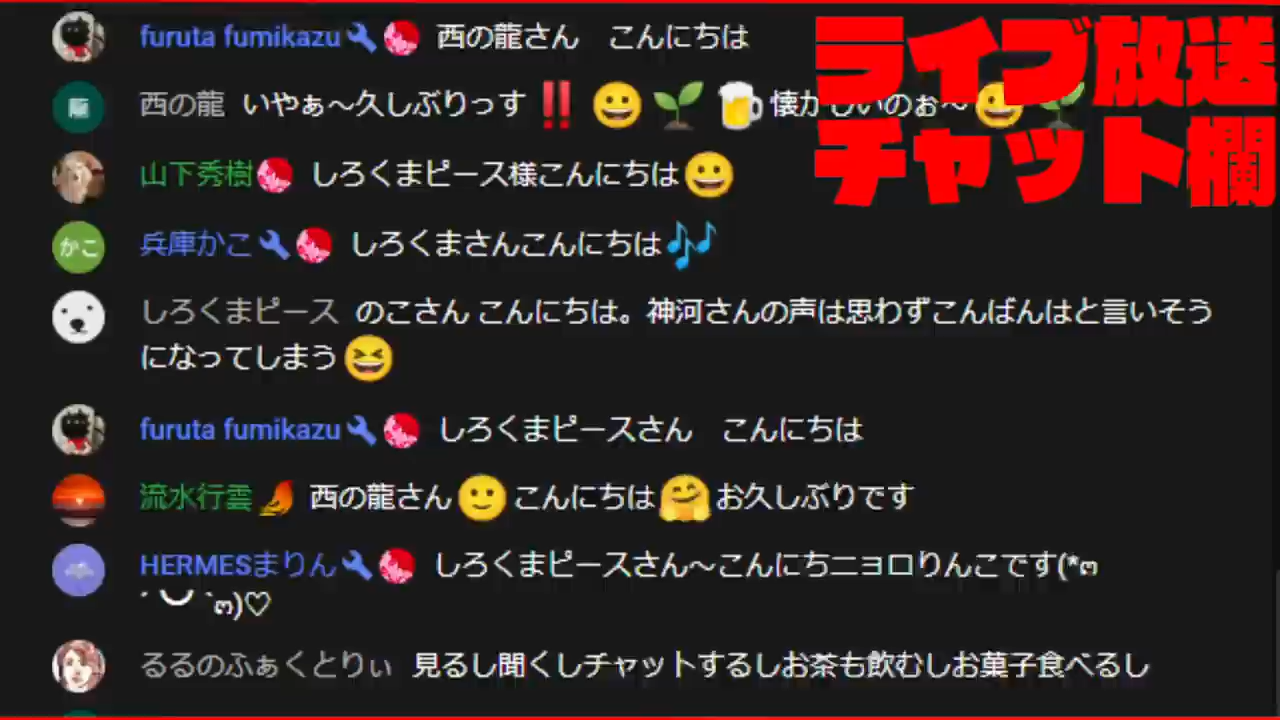 furuta fumikazu 西の龍さん　こんにちは
西の龍 いやぁ〜久しぶりっす‼️😀🌱🍺懐かしいのぉ〜😀🌱
ライブ放送
チャット欄
山下秀樹 しろくまピース様こんにちは😀
かこ 兵庫かこ しろくまさんこんにちは🎶
しろくまピース のこさん こんにちは。神河さんの声は思わずこんばんはと言いそう
になってしまう😆
furuta fumikazu しろくまピースさん　こんにちは
流水行雲 西の龍さん🙂こんにちは🤗お久しぶりです
HERMESまりん しろくまピースさん〜こんにちニョロりんこです(*ෆ
´ ᴗ `ෆ)♡
るるのふぁくとりぃ 見るし聞くしチャットするしお茶も飲むしお菓子食べるし